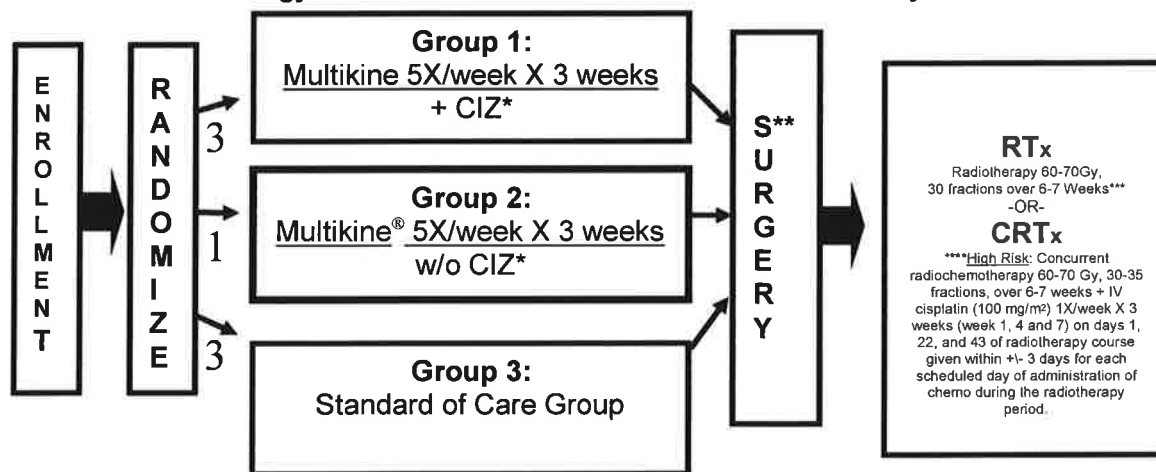 ENROLLMENT
RANDOMIZE
3
1
3
Group 1:
Multikine 5X/week X 3 weeks
+ CIZ*
Group 2:
Multikine® 5X/week X 3 weeks
w/o CIZ*
Group 3:
Standard of Care Group
S**URGERY
RTx
Radiotherapy 60-70Gy,
30 fractions over 6-7 Weeks***
-OR-
CRTx
****High Risk: Concurrent
radiochemotherapy 60-70 Gy, 30-35
fractions, over 6-7 weeks + IV
cisplatin (100 mg/m²) 1X/week X 3
weeks (week 1, 4 and 7) on days 1,
22, and 43 of radiotherapy course
given within +\- 3 days for each
scheduled day of administration of
chemo during the radiotherapy
period.